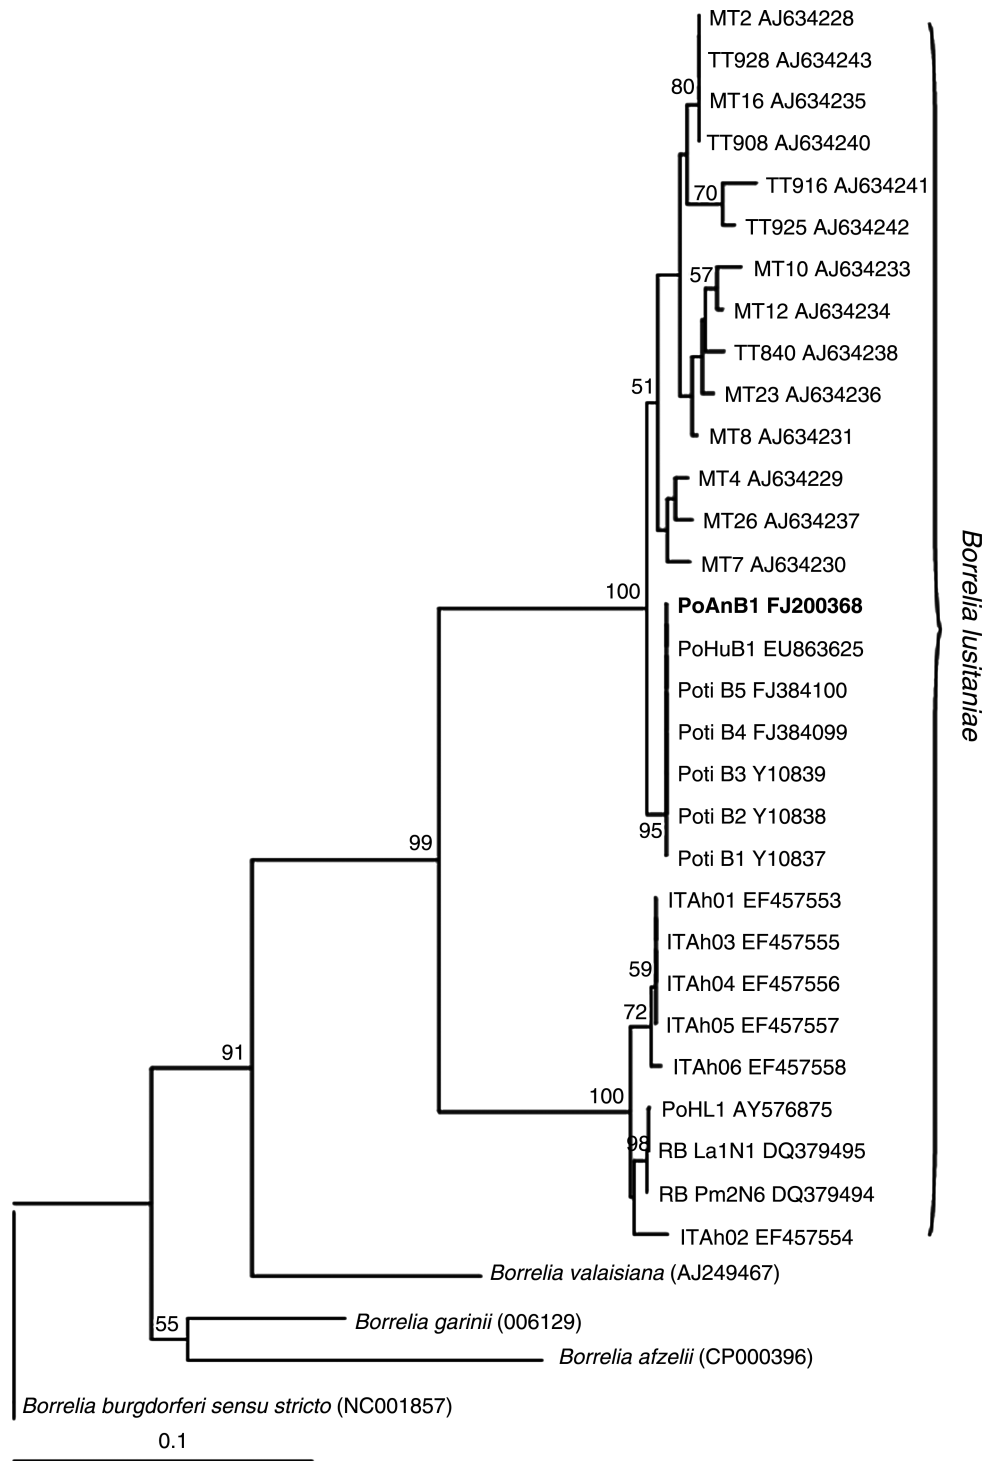 MT2 AJ634228
TT928 AJ634243
80
MT16 AJ634235
TT908 AJ634240
TT916 AJ634241
70
TT925 AJ634242
MT10 AJ634233
57
MT12 AJ634234
TT840 AJ634238
MT23 AJ634236
51
MT8 AJ634231
MT4 AJ634229
MT26 AJ634237
MT7 AJ634230
100
PoAnB1 FJ200368
PoHuB1 EU863625
Borrelia lusitaniae
Poti B5 FJ384100
Poti B4 FJ384099
Poti B3 Y10839
Poti B2 Y10838
95
99
Poti B1 Y10837
ITAh01 EF457553
ITAh03 EF457555
59
ITAh04 EF457556
72
ITAh05 EF457557
91
ITAh06 EF457558
100
PoHL1 AY576875
98
RB La1N1 DQ379495
RB Pm2N6 DQ379494
ITAh02 EF457554
Borrelia valaisiana (AJ249467)
55
Borrelia garinii (006129)
Borrelia afzelii (CP000396)
Borrelia burgdorferi sensu stricto (NC001857)
0.1